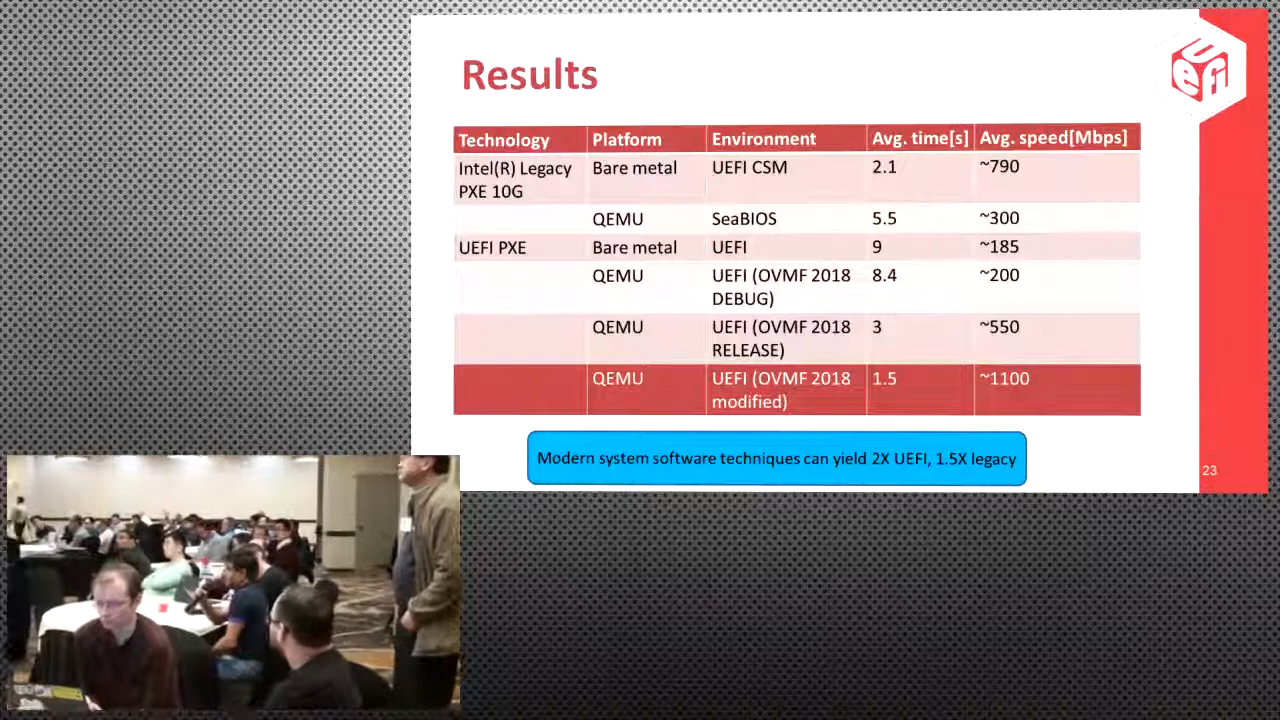 Results
uefi
Technology Platform Environment Avg. time[s] Avg. speed[Mbps]
Intel(R) Legacy Bare metal UEFI CSM 2.1 ~790
PXE 10G
QEMU SeaBIOS 5.5 ~300
UEFI PXE Bare metal UEFI 9 ~185
QEMU UEFI (OVMF 2018 8.4 ~200
DEBUG)
QEMU UEFI (OVMF 2018 3 ~550
RELEASE)
QEMU UEFI (OVMF 2018 1.5 ~1100
modified)
Modern system software techniques can yield 2X UEFI, 1.5X legacy
23